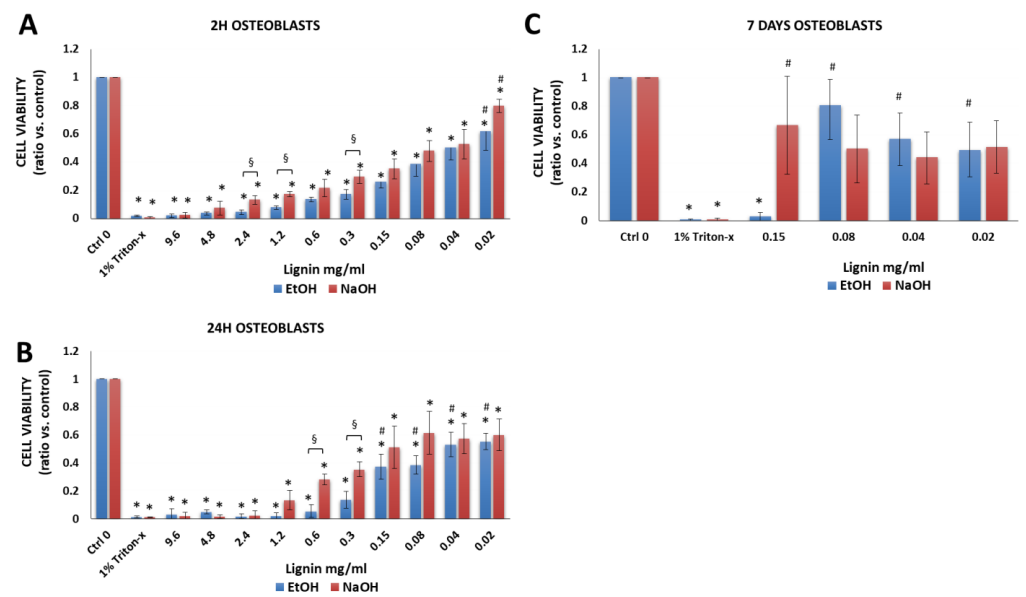 A
2H OSTEOBLASTS
CELL VIABILITY
(ratio vs. control)
1.2
1
0.8
0.6
0.4
0.2
0
* * * * * * * * * * * * * * * * * * * *
§ § §
# #
Ctrl 0 1% Triton-x 9.6 4.8 2.4 1.2 0.6 0.3 0.15 0.08 0.04 0.02
Lignin mg/ml
EtOH NaOH
B
24H OSTEOBLASTS
CELL VIABILITY
(ratio vs. control)
1.2
1
0.8
0.6
0.4
0.2
0
* * * * * * * * * * * * * * * * * * * * * *
§ §
# # # #
Ctrl 0 1% Triton-x 9.6 4.8 2.4 1.2 0.6 0.3 0.15 0.08 0.04 0.02
Lignin mg/ml
EtOH NaOH
C
7 DAYS OSTEOBLASTS
CELL VIABILITY
(ratio vs. control)
1.2
1
0.8
0.6
0.4
0.2
0
* * *
# # # #
Ctrl 0 1% Triton-x 0.15 0.08 0.04 0.02
Lignin mg/ml
EtOH NaOH